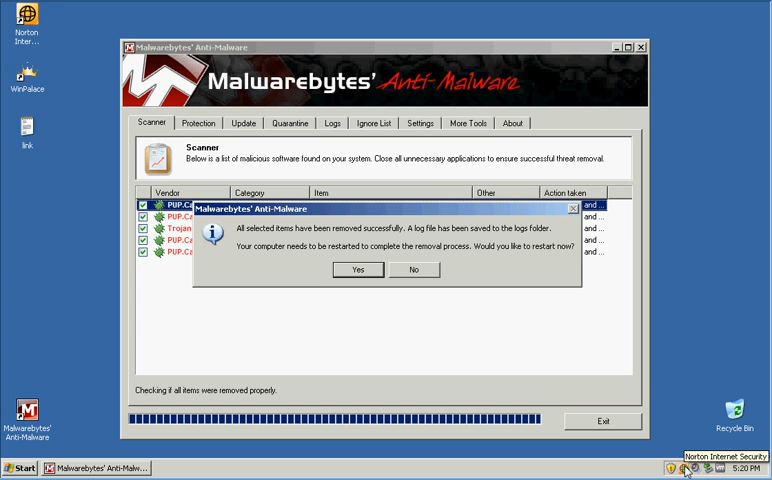 Norton
Inter...
WinPalace
link
Malwarebytes' Anti-Malware
Malwarebytes' Anti-Malware
Scanner
Protection
Update
Quarantine
Logs
Ignore List
Settings
More Tools
About
Scanner
Below is a list of malicious software found on your system. Close all unnecessary applications to ensure successful threat removal.
Vendor
Category
Item
Other
Action taken
PUP.Ca
and ...
PUP.Ca
Trojan
and ...
PUP.Ca
and ...
PUP.Ca
and ...
Malwarebytes' Anti-Malware
All selected items have been removed successfully. A log file has been saved to the logs folder.
Your computer needs to be restarted to complete the removal process. Would you like to restart now?
Yes
No
Checking if all items were removed properly.
Exit
Malwarebytes'
Anti-Malware
Recycle Bin
Norton Internet Security
Start
Malwarebytes' Anti-Malw...
5:20 PM